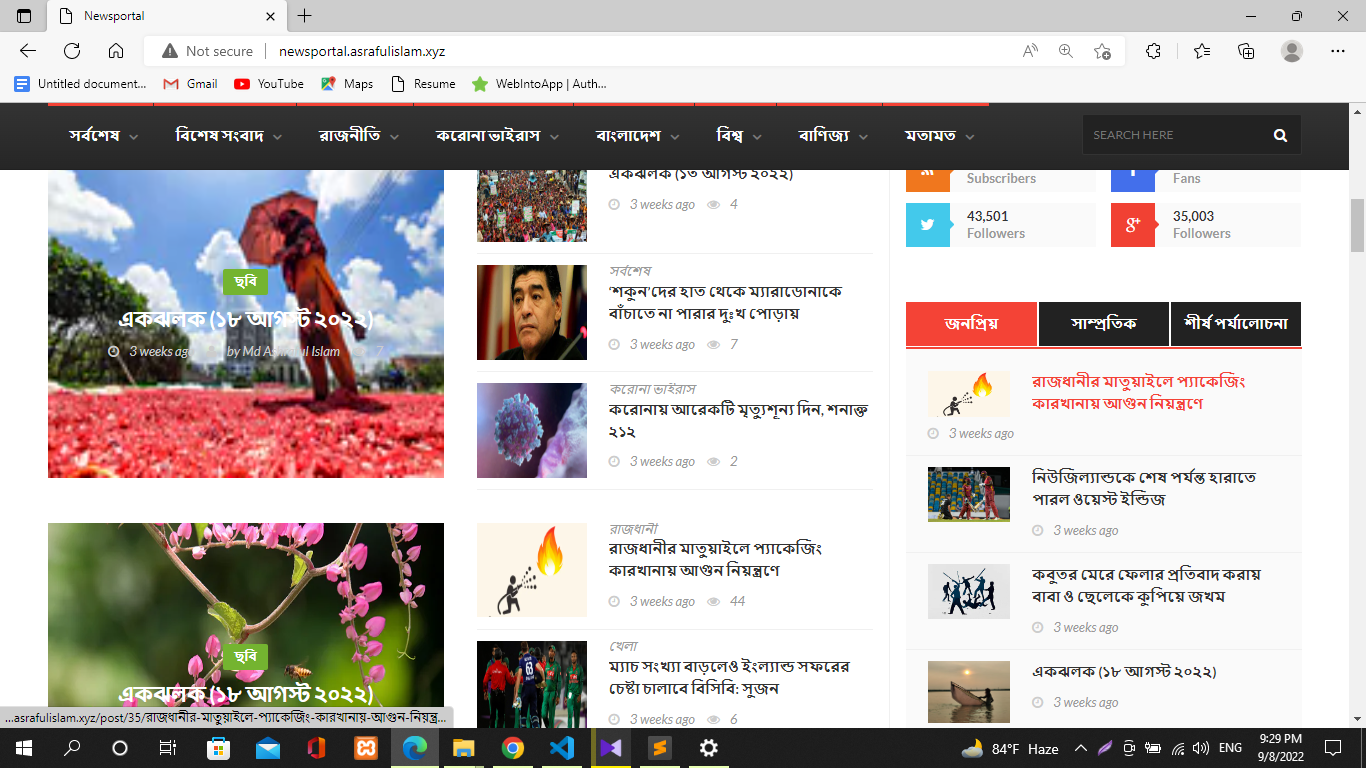 Newsportal
Not secure
newsportal.asrafulislam.xyz
Untitled document...
Gmail
YouTube
Maps
Resume
WebIntoApp | Auth...
সর্বশেষ
বিশেষ সংবাদ
রাজনীতি
করোনা ভাইরাস
বাংলাদেশ
বিশ্ব
বাণিজ্য
মতামত
SEARCH HERE
ছবি
একঝলক (১৮ আগস্ট ২০২২)
3 weeks ago
by Md Ashraful Islam
7
ছবি
একঝলক (১৮ আগস্ট ২০২২)
একঝলক (১৩ আগস্ট ২০২২)
3 weeks ago
4
সর্বশেষ
‘শকুন’দের হাত থেকে ম্যারাডোনাকে
বাঁচাতে না পারার দুঃখ পোড়ায়
3 weeks ago
7
করোনা ভাইরাস
করোনায় আরেকটি মৃত্যুশূন্য দিন, শনাক্ত
২১২
3 weeks ago
2
রাজধানী
রাজধানীর মাতুয়াইলে প্যাকেজিং
কারখানায় আগুন নিয়ন্ত্রণে
3 weeks ago
44
খেলা
ম্যাচ সংখ্যা বাড়লেও ইংল্যান্ড সফরের
চেষ্টা চালাবে বিসিবি: সুজন
3 weeks ago
6
Subscribers
Fans
43,501
Followers
35,003
Followers
জনপ্রিয়
সাম্প্রতিক
শীর্ষ পর্যালোচনা
রাজধানীর মাতুয়াইলে প্যাকেজিং
কারখানায় আগুন নিয়ন্ত্রণে
3 weeks ago
নিউজিল্যান্ডকে শেষ পর্যন্ত হারাতে
পারল ওয়েস্ট ইন্ডিজ
3 weeks ago
কবুতর মেরে ফেলার প্রতিবাদ করায়
বাবা ও ছেলেকে কুপিয়ে জখম
3 weeks ago
একঝলক (১৮ আগস্ট ২০২২)
3 weeks ago
...asrafulislam.xyz/post/35/রাজধানীর-মাতুয়াইলে-প্যাকেজিং-কারখানায়-আগুন-নিয়ন্ত্র...
84°F Haze
ENG
9:29 PM
9/8/2022